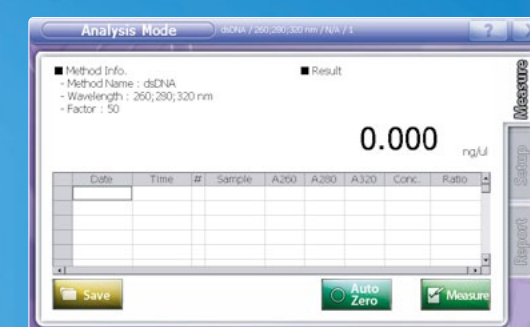 Analysis Mode dsDNA / 260;280;320 nm / N/A / 1 ?
■ Method Info. ■ Result
- Method Name : dsDNA
- Wavelength : 260;280;320 nm
- Factor : 50
0.000 ng/ul
Date Time # Sample A260 A280 A320 Conc. Ratio
Save Auto Zero Measure
Measure
Setup
Report